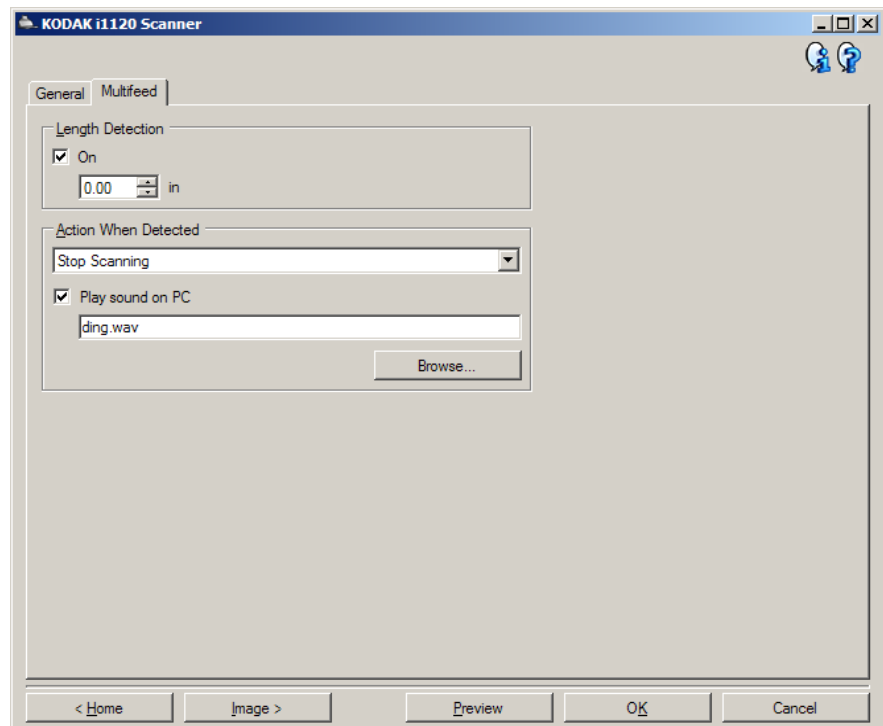 KODAK i1120 Scanner
General Multifeed
Length Detection
On
0.00 in
Action When Detected
Stop Scanning
Play sound on PC
ding.wav
Browse...
< Home Image > Preview OK Cancel